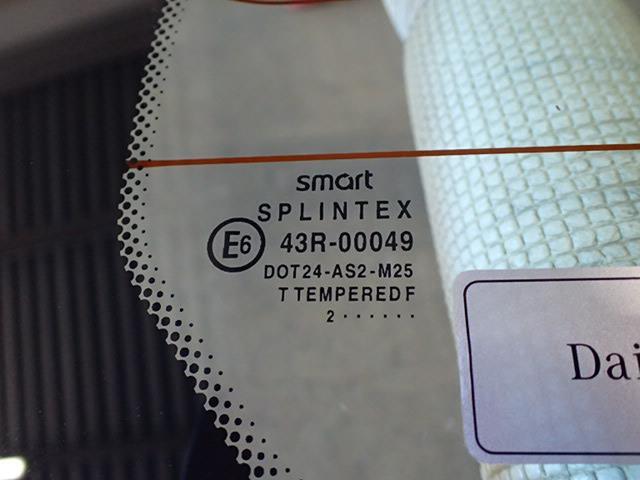 smart
SPLINTEX
E6 43R-00049
DOT24-AS2-M25
T TEMPERED F
2 . . . . . .
Dai